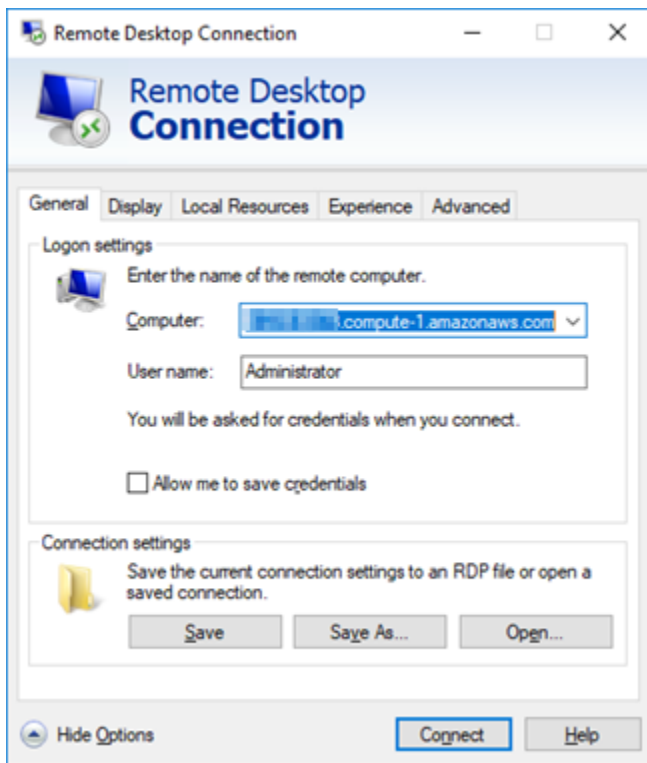 Remote Desktop Connection
Remote Desktop
Connection
General Display Local Resources Experience Advanced
Logon settings
Enter the name of the remote computer.
Computer: .compute-1.amazonaws.com
User name: Administrator
You will be asked for credentials when you connect.
Allow me to save credentials
Connection settings
Save the current connection settings to an RDP file or open a
saved connection.
Save Save As... Open...
Hide Options Connect Help